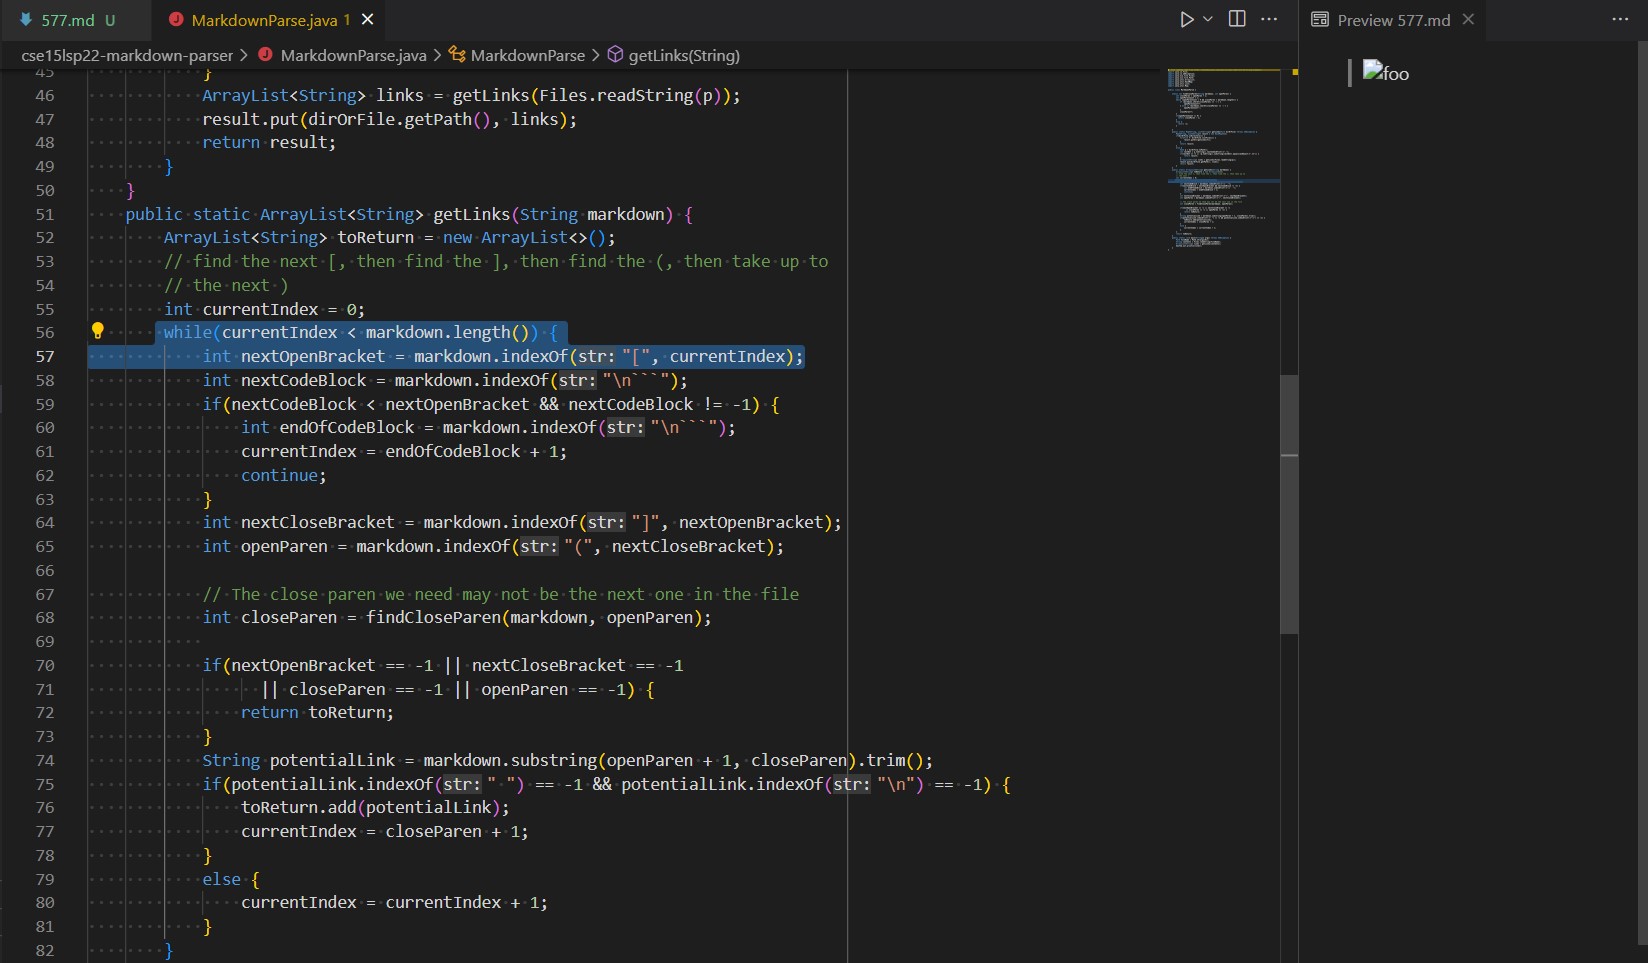 577.md U
MarkdownParse.java 1
Preview 577.md
cse15lsp22-markdown-parser > MarkdownParse.java > MarkdownParse > getLinks(String)
foo
45 }
46 ArrayList<String> links = getLinks(Files.readString(p));
47 result.put(dirOrFile.getPath(), links);
48 return result;
49 }
50 }
51 public static ArrayList<String> getLinks(String markdown) {
52 ArrayList<String> toReturn = new ArrayList<>();
53 // find the next [, then find the ], then find the (, then take up to
54 // the next )
55 int currentIndex = 0;
56 while(currentIndex < markdown.length()) {
57 int nextOpenBracket = markdown.indexOf(str: "[", currentIndex);
58 int nextCodeBlock = markdown.indexOf(str: "\n```");
59 if(nextCodeBlock < nextOpenBracket && nextCodeBlock != -1) {
60 int endOfCodeBlock = markdown.indexOf(str: "\n```");
61 currentIndex = endOfCodeBlock + 1;
62 continue;
63 }
64 int nextCloseBracket = markdown.indexOf(str: "]", nextOpenBracket);
65 int openParen = markdown.indexOf(str: "(", nextCloseBracket);
66
67 // The close paren we need may not be the next one in the file
68 int closeParen = findCloseParen(markdown, openParen);
69
70 if(nextOpenBracket == -1 || nextCloseBracket == -1
71 || closeParen == -1 || openParen == -1) {
72 return toReturn;
73 }
74 String potentialLink = markdown.substring(openParen + 1, closeParen).trim();
75 if(potentialLink.indexOf(str: " ") == -1 && potentialLink.indexOf(str: "\n") == -1) {
76 toReturn.add(potentialLink);
77 currentIndex = closeParen + 1;
78 }
79 else {
80 currentIndex = currentIndex + 1;
81 }
82 }